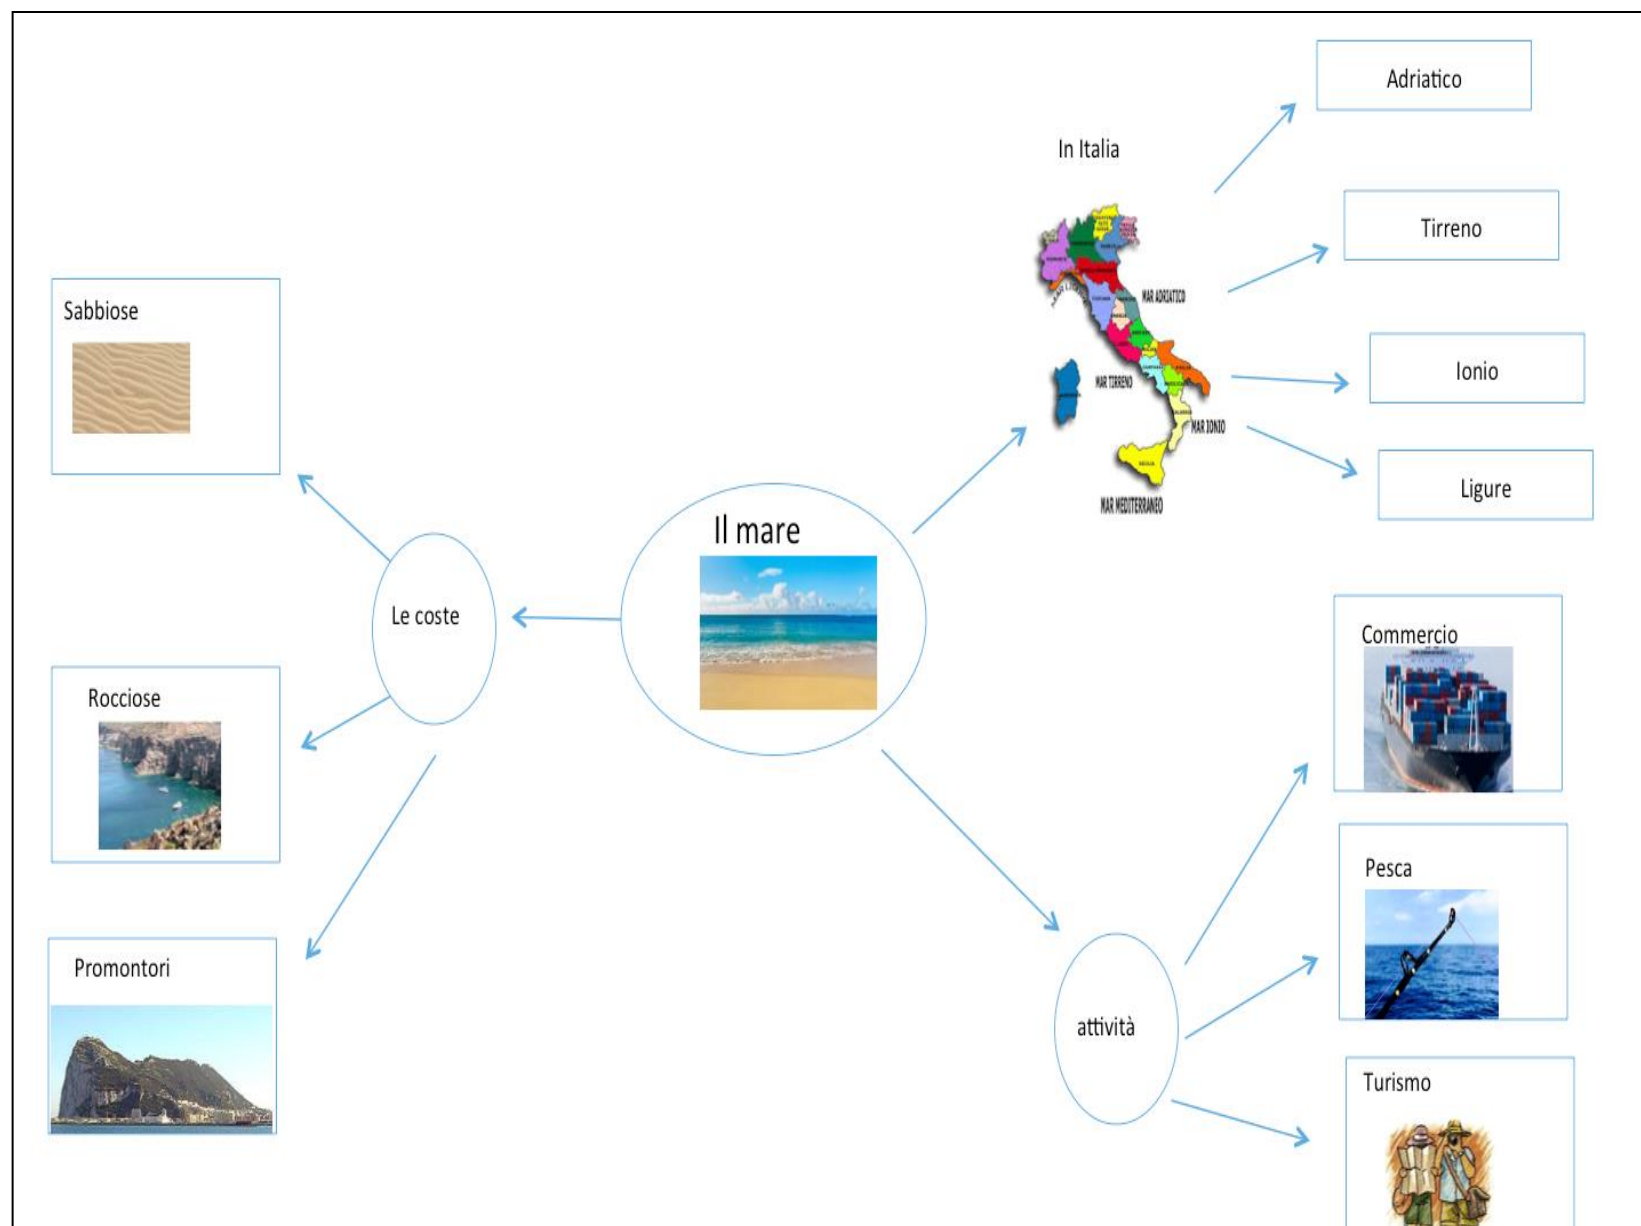 Adriatico
In Italia
Tirreno
MAR ADRIATICO
Sabbiose
Ionio
MAR TIRRENO
MAR IONIO
Ligure
MAR MEDITERRANEO
Il mare
Le coste
Commercio
Rocciose
Pesca
Promontori
attività
Turismo